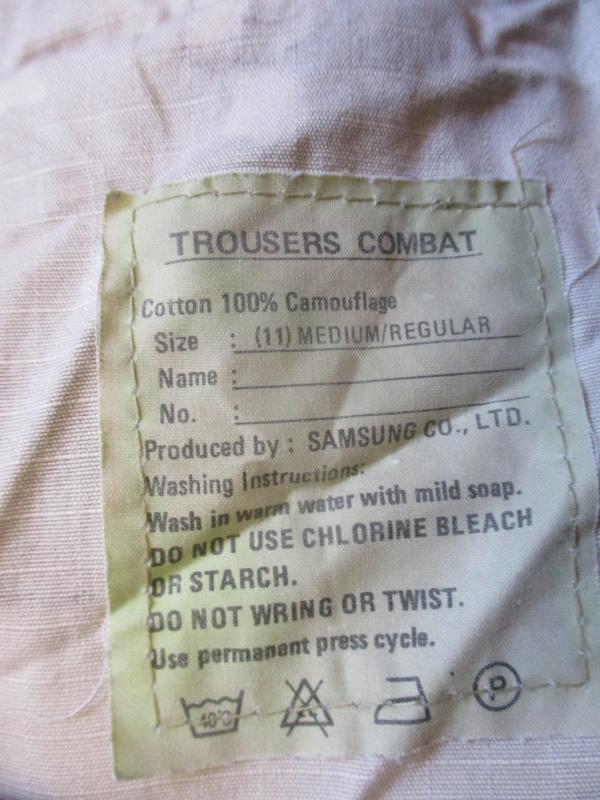 TROUSERS COMBAT
Cotton 100% Camouflage
Size : (11) MEDIUM/REGULAR
Name :
No. :
Produced by : SAMSUNG CO., LTD.
Washing Instructions:
Wash in warm water with mild soap.
DO NOT USE CHLORINE BLEACH
OR STARCH.
DO NOT WRING OR TWIST.
Use permanent press cycle.
40°C P